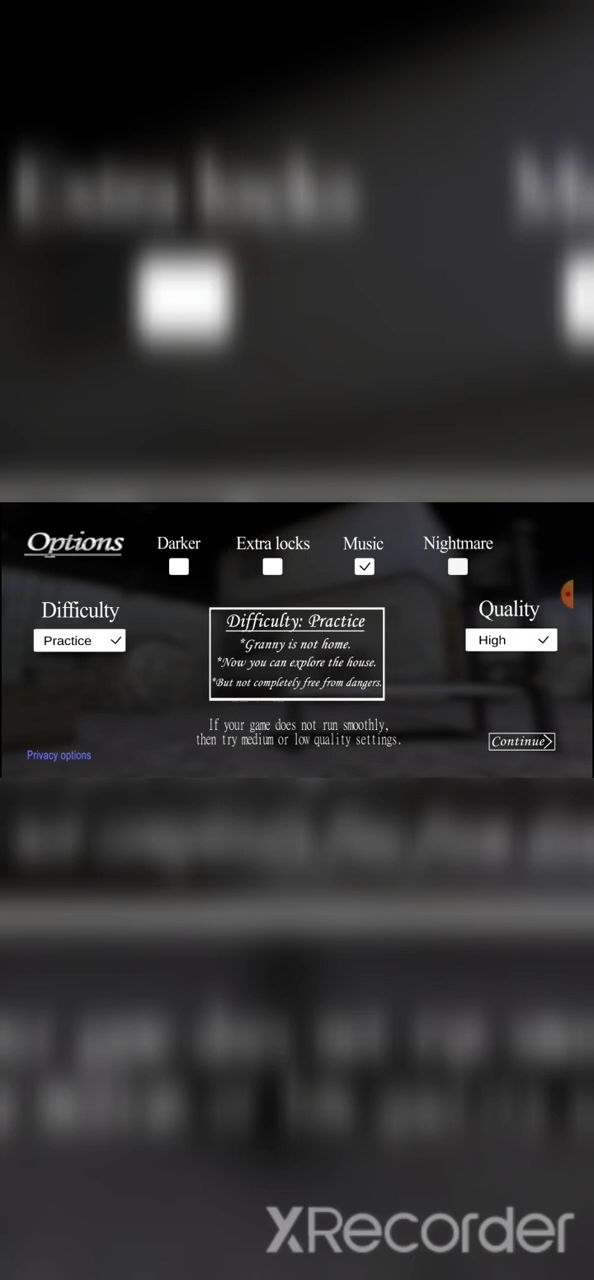 Extra locks
Options
Darker
Extra locks
Music
Nightmare
Difficulty
Practice
Difficulty: Practice
*Granny is not home.
*Now you can explore the house.
*But not completely free from dangers.
Quality
High
If your game does not run smoothly,
then try medium or low quality settings.
Privacy options
Continue
XRecorder